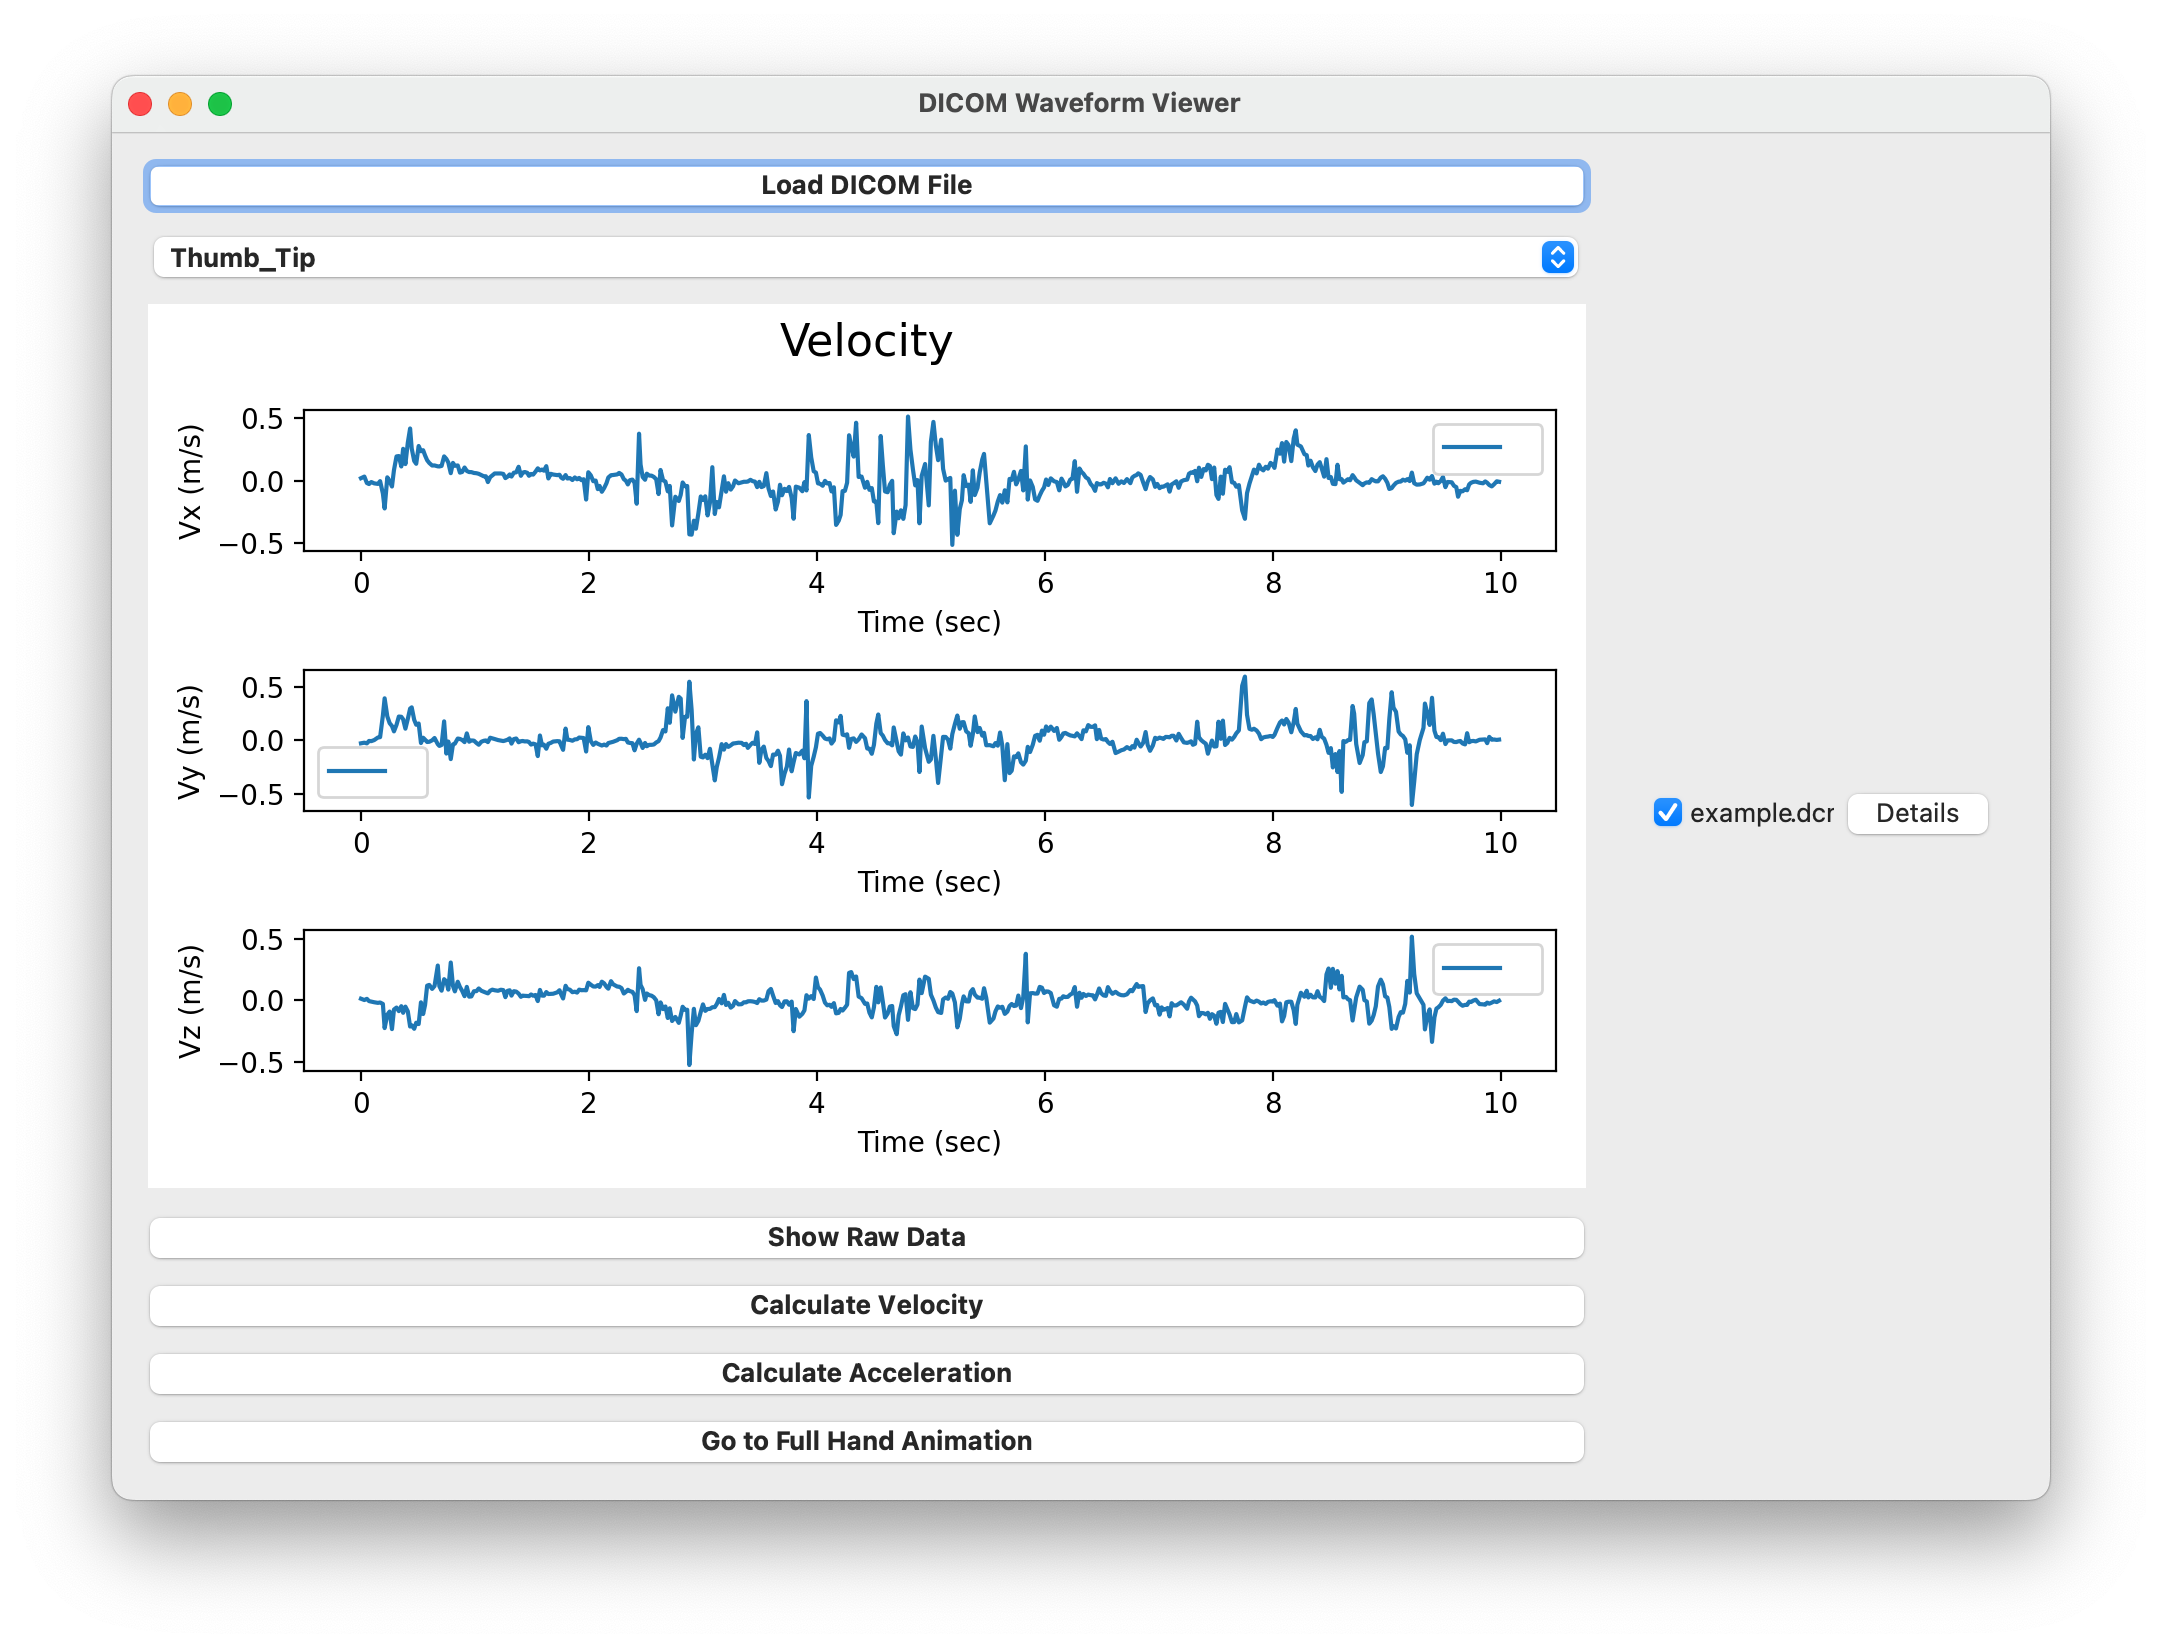 DICOM Waveform Viewer
Load DICOM File
Thumb_Tip
Velocity
Vx (m/s)
0.5
0.0
−0.5
0 2 4 6 8 10
Time (sec)
Vy (m/s)
0.5
0.0
−0.5
0 2 4 6 8 10
Time (sec)
Vz (m/s)
0.5
0.0
−0.5
0 2 4 6 8 10
Time (sec)
example.dcr Details
Show Raw Data
Calculate Velocity
Calculate Acceleration
Go to Full Hand Animation